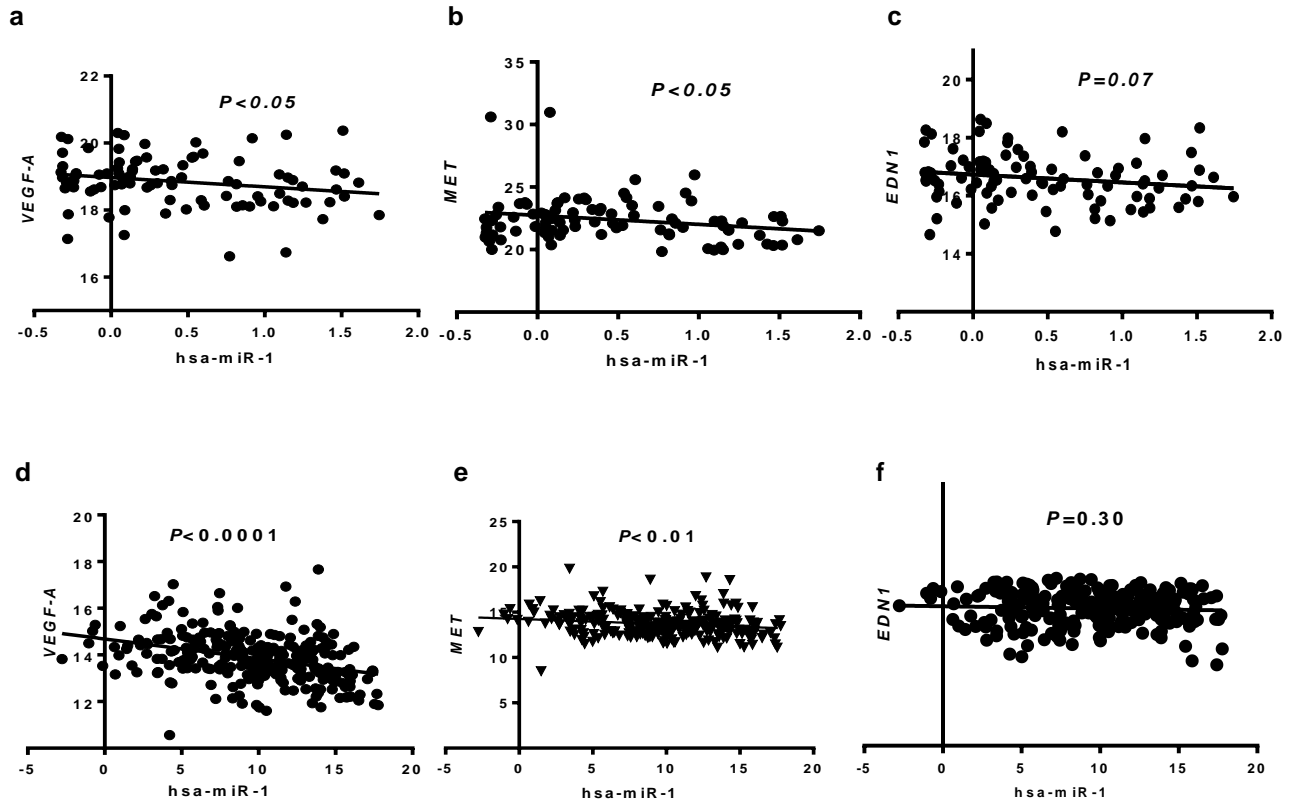 a
P<0.05
VEGF-A
22
20
18
16
-0.5 0.0 0.5 1.0 1.5 2.0
hsa-miR-1
b
P<0.05
MET
35
30
25
20
-0.5 0.0 0.5 1.0 1.5 2.0
hsa-miR-1
c
P=0.07
EDN1
20
18
16
14
-0.5 0.0 0.5 1.0 1.5 2.0
hsa-miR-1
d
P<0.0001
VEGF-A
20
18
16
14
12
-5 0 5 10 15 20
hsa-miR-1
e
P<0.01
MET
25
20
15
10
5
-5 0 5 10 15 20
hsa-miR-1
f
P=0.30
EDN1
-5 0 5 10 15 20
hsa-miR-1